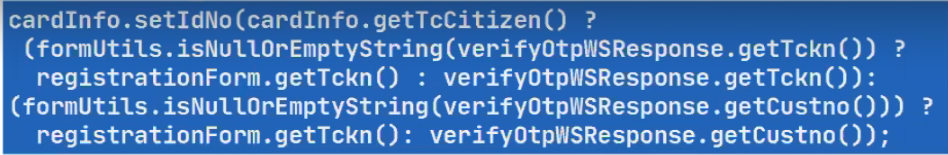 cardInfo.setIdNo(cardInfo.getTcCitizen() ?
(formUtils.isNullOrEmptyString(verifyOtpWSResponse.getTckn()) ?
registrationForm.getTckn() : verifyOtpWSResponse.getTckn()):
(formUtils.isNullOrEmptyString(verifyOtpWSResponse.getCustno())) ?
registrationForm.getTckn(): verifyOtpWSResponse.getCustno());